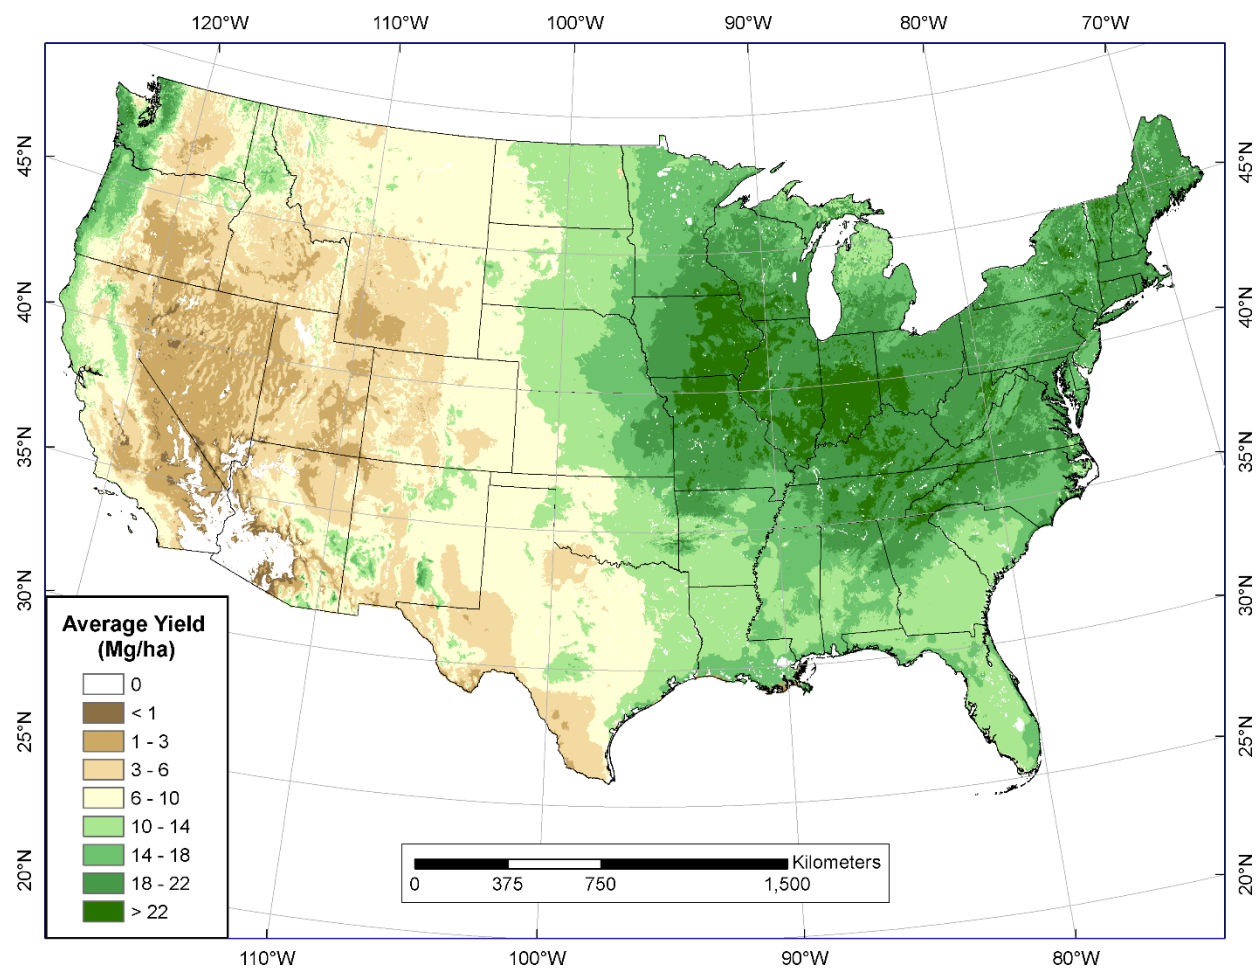 120°W 110°W 100°W 90°W 80°W 70°W
45°N 45°N
40°N 40°N
35°N 35°N
30°N 30°N
25°N 25°N
20°N 20°N
Average Yield
(Mg/ha)
0
< 1
1 - 3
3 - 6
6 - 10
10 - 14
14 - 18
18 - 22
> 22
Kilometers
0 375 750 1,500
110°W 100°W 90°W 80°W